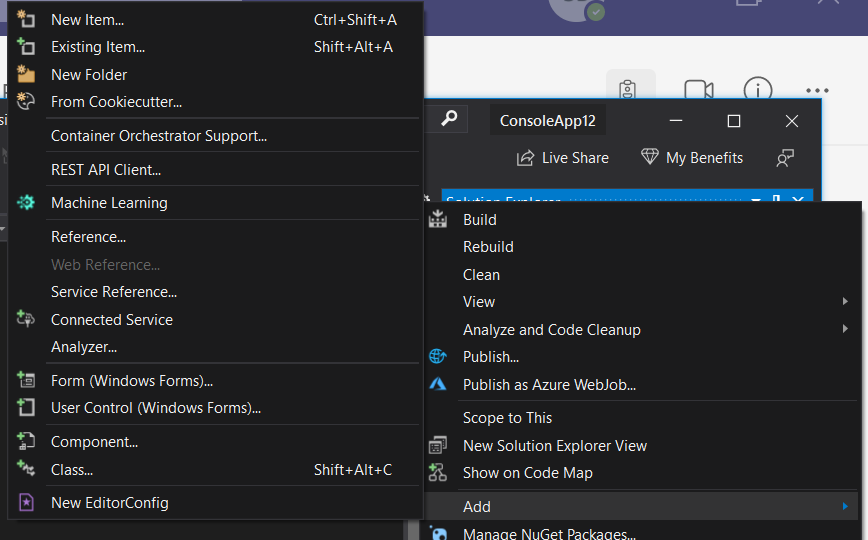 New Item... Ctrl+Shift+A
Existing Item... Shift+Alt+A
New Folder
From Cookiecutter...
Container Orchestrator Support...
REST API Client...
Machine Learning
Reference...
Web Reference...
Service Reference...
Connected Service
Analyzer...
Form (Windows Forms)...
User Control (Windows Forms)...
Component...
Class... Shift+Alt+C
New EditorConfig
ConsoleApp12
Live Share
My Benefits
Solution Explorer
Build
Rebuild
Clean
View
Analyze and Code Cleanup
Publish...
Publish as Azure WebJob...
Scope to This
New Solution Explorer View
Show on Code Map
Add
Manage NuGet Packages...